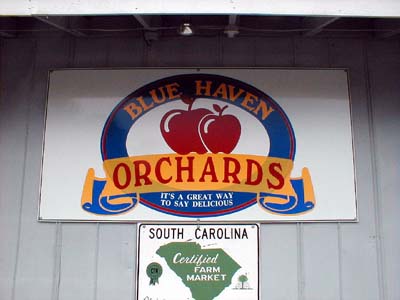 BLUE HAVEN
ORCHARDS
IT'S A GREAT WAY
TO SAY DELICIOUS
SOUTH CAROLINA
Certified
FARM
MARKET